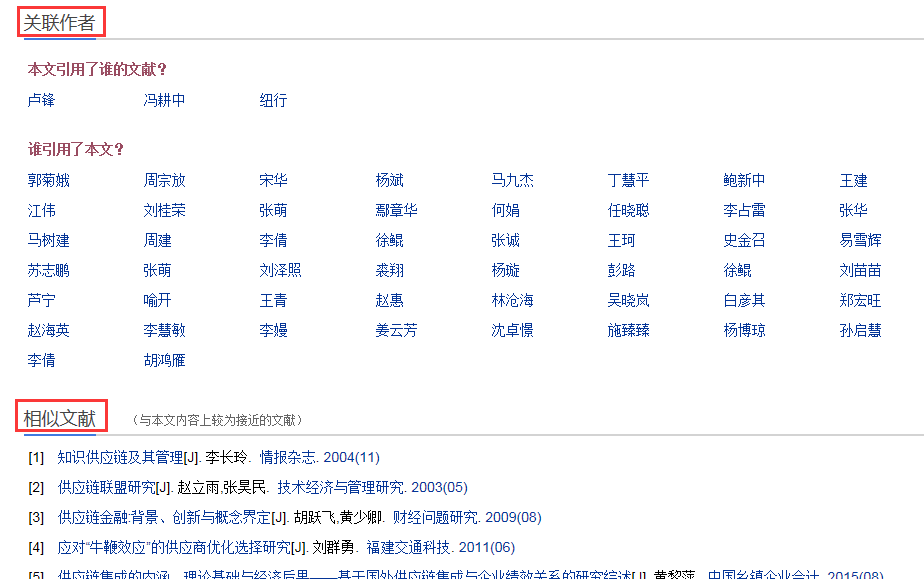 关联作者
本文引用了谁的文献?
卢锋 冯耕中 纽行
谁引用了本文?
郭菊娥 周宗放 宋华 杨斌 马九杰 丁慧平 鲍新中 王建
江伟 刘桂荣 张萌 鄢章华 何娟 任晓聪 李占雷 张华
马树建 周建 李倩 徐鲲 张诚 王珂 史金召 易雪辉
苏志鹏 张萌 刘泽照 裘翔 杨璇 彭路 徐鲲 刘苗苗
芦宁 喻开 王青 赵惠 林沧海 吴晓岚 白彦其 郑宏旺
赵海英 李慧敏 李嫚 姜云芳 沈卓憬 施臻臻 杨博琼 孙启慧
李倩 胡鸿雁
相似文献 (与本文内容上较为接近的文献)
[1] 知识供应链及其管理[J]. 李长玲. 情报杂志. 2004(11)
[2] 供应链联盟研究[J]. 赵立雨,张昊民. 技术经济与管理研究. 2003(05)
[3] 供应链金融:背景、创新与概念界定[J]. 胡跃飞,黄少卿. 财经问题研究. 2009(08)
[4] 应对“牛鞭效应”的供应商优化选择研究[J]. 刘群勇. 福建交通科技. 2011(06)
[5] 供应链集成的内涵、理论基础与经济后果——基于国外供应链集成与企业绩效关系的研究综述[J]. 黄黎萍. 中国乡镇企业会计. 2015(08)